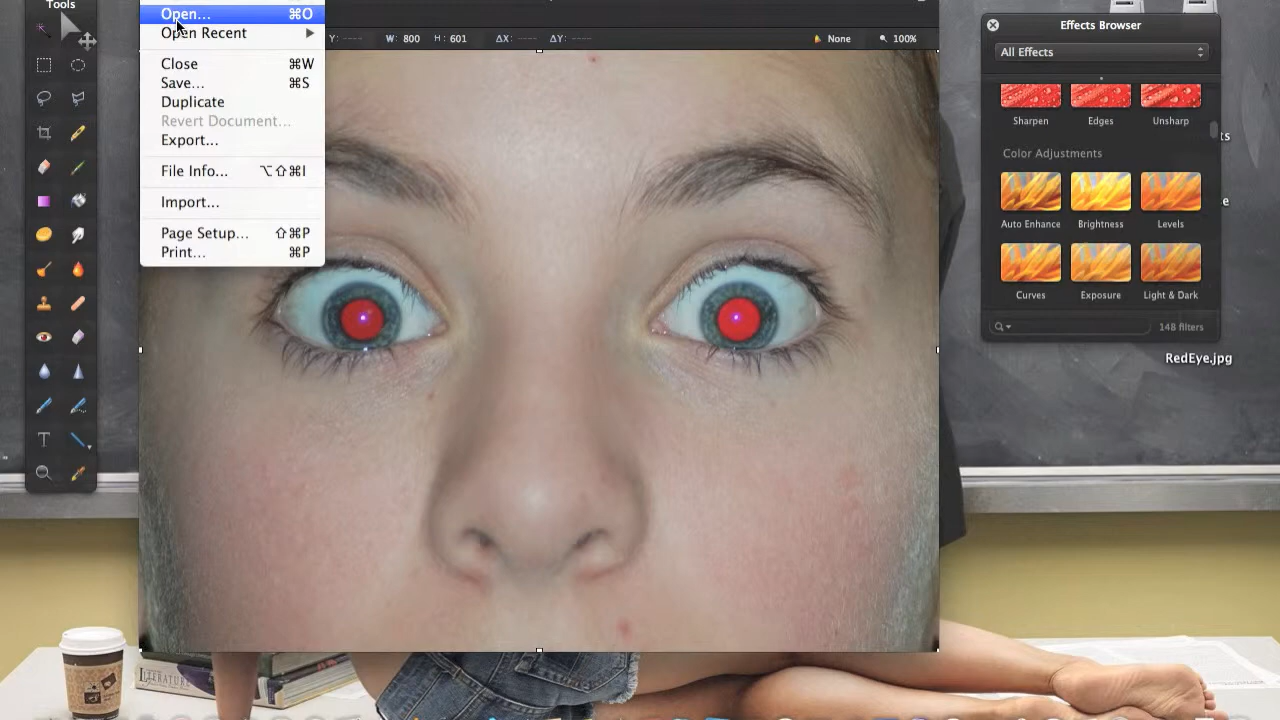 Tools
Open... ⌘O
Open Recent
Close ⌘W
Save... ⌘S
Duplicate
Revert Document...
Export...
File Info... ⌥⇧⌘I
Import...
Page Setup... ⇧⌘P
Print... ⌘P
Y: ---- W: 800 H: 601 ΔX: ---- ΔY: ----
None
100%
Effects Browser
All Effects
Sharpen Edges Unsharp
Color Adjustments
Auto Enhance Brightness Levels
Curves Exposure Light & Dark
148 filters
ts
se
RedEye.jpg
T
LITERATURE